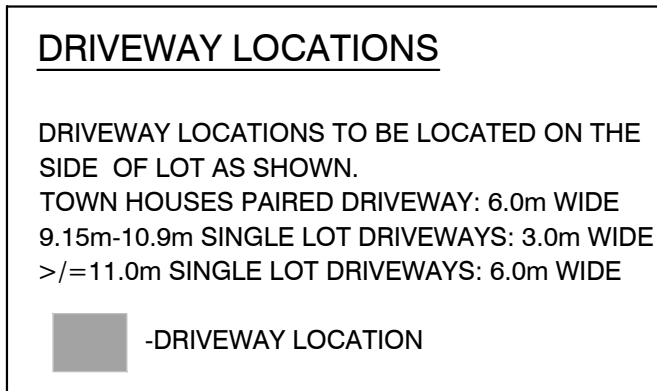 DRIVEWAY LOCATIONS
DRIVEWAY LOCATIONS TO BE LOCATED ON THE
SIDE OF LOT AS SHOWN.
TOWN HOUSES PAIRED DRIVEWAY: 6.0m WIDE
9.15m-10.9m SINGLE LOT DRIVEWAYS: 3.0m WIDE
>/=11.0m SINGLE LOT DRIVEWAYS: 6.0m WIDE
-DRIVEWAY LOCATION